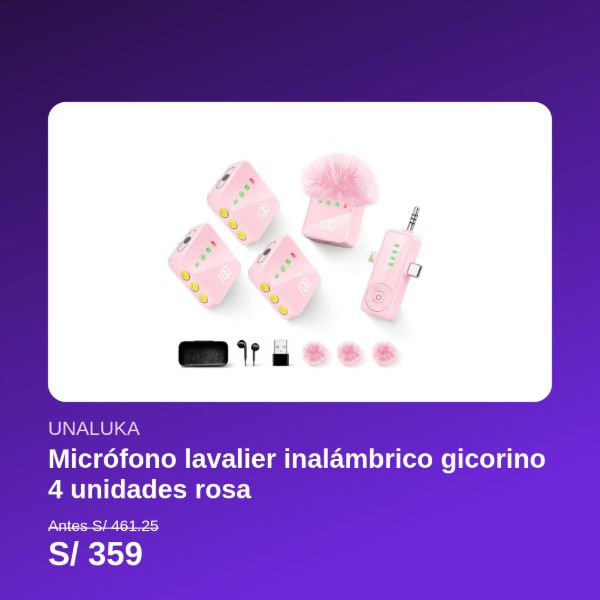 UNALUKA
Micrófono lavalier inalámbrico gicorino
4 unidades rosa
Antes S/ 461.25
S/ 359